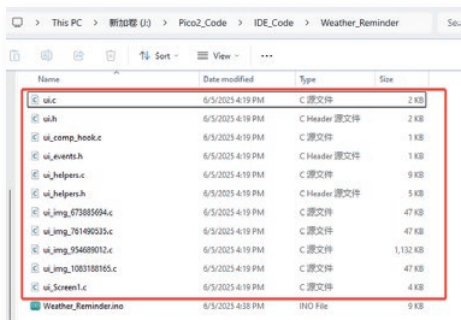 This PC > 新加卷 (J:) > Pico2_Code > IDE_Code > Weather_Reminder
Sort View ...
Name Date modified Type Size
ui.c 6/5/2025 4:19 PM C 源文件 2 KB
ui.h 6/5/2025 4:19 PM C Header 源文件 2 KB
ui_comp_hook.c 6/5/2025 4:19 PM C 源文件 1 KB
ui_events.h 6/5/2025 4:19 PM C Header 源文件 1 KB
ui_helpers.c 6/5/2025 4:19 PM C 源文件 9 KB
ui_helpers.h 6/5/2025 4:19 PM C Header 源文件 5 KB
ui_img_673885694.c 6/5/2025 4:19 PM C 源文件 47 KB
ui_img_761490535.c 6/5/2025 4:19 PM C 源文件 47 KB
ui_img_954689012.c 6/5/2025 4:19 PM C 源文件 1,132 KB
ui_img_1083188165.c 6/5/2025 4:19 PM C 源文件 47 KB
ui_Screen1.c 6/5/2025 4:19 PM C 源文件 4 KB
Weather_Reminder.ino 6/5/2025 4:38 PM INO File 9 KB